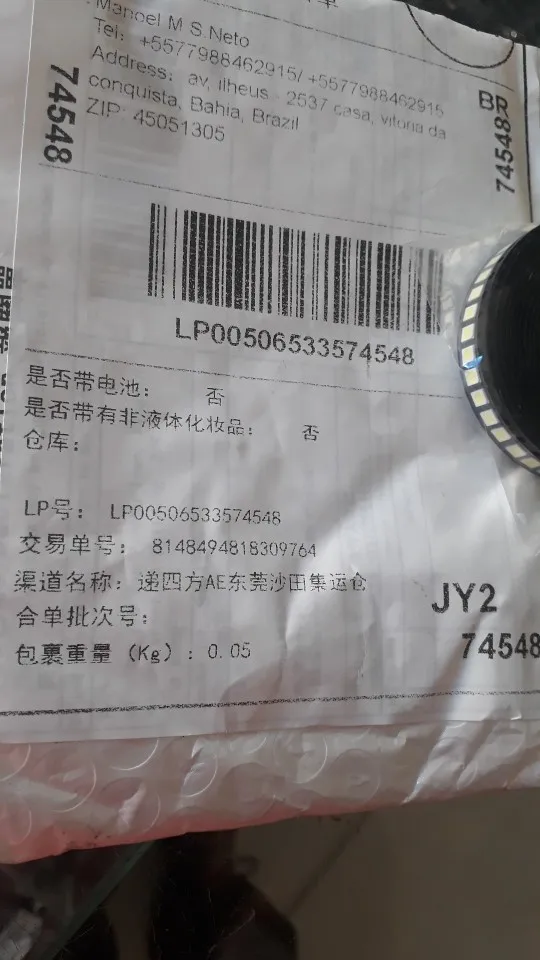 单
Manoel M S Neto
Tel: +5577988462915/ +5577988462915
Address: av, ilheus - 2537 casa, vitoria da
conquista, Bahia, Brazil
ZIP: 45051305
74548
BR
74548
LP00506533574548
是否带电池: 否
是否带有非液体化妆品: 否
仓库:
LP号: LP00506533574548
交易单号: 8148494818309764
渠道名称: 递四方AE东莞沙田集运仓
合单批次号:
包裹重量 (Kg) : 0.05
JY2
74548